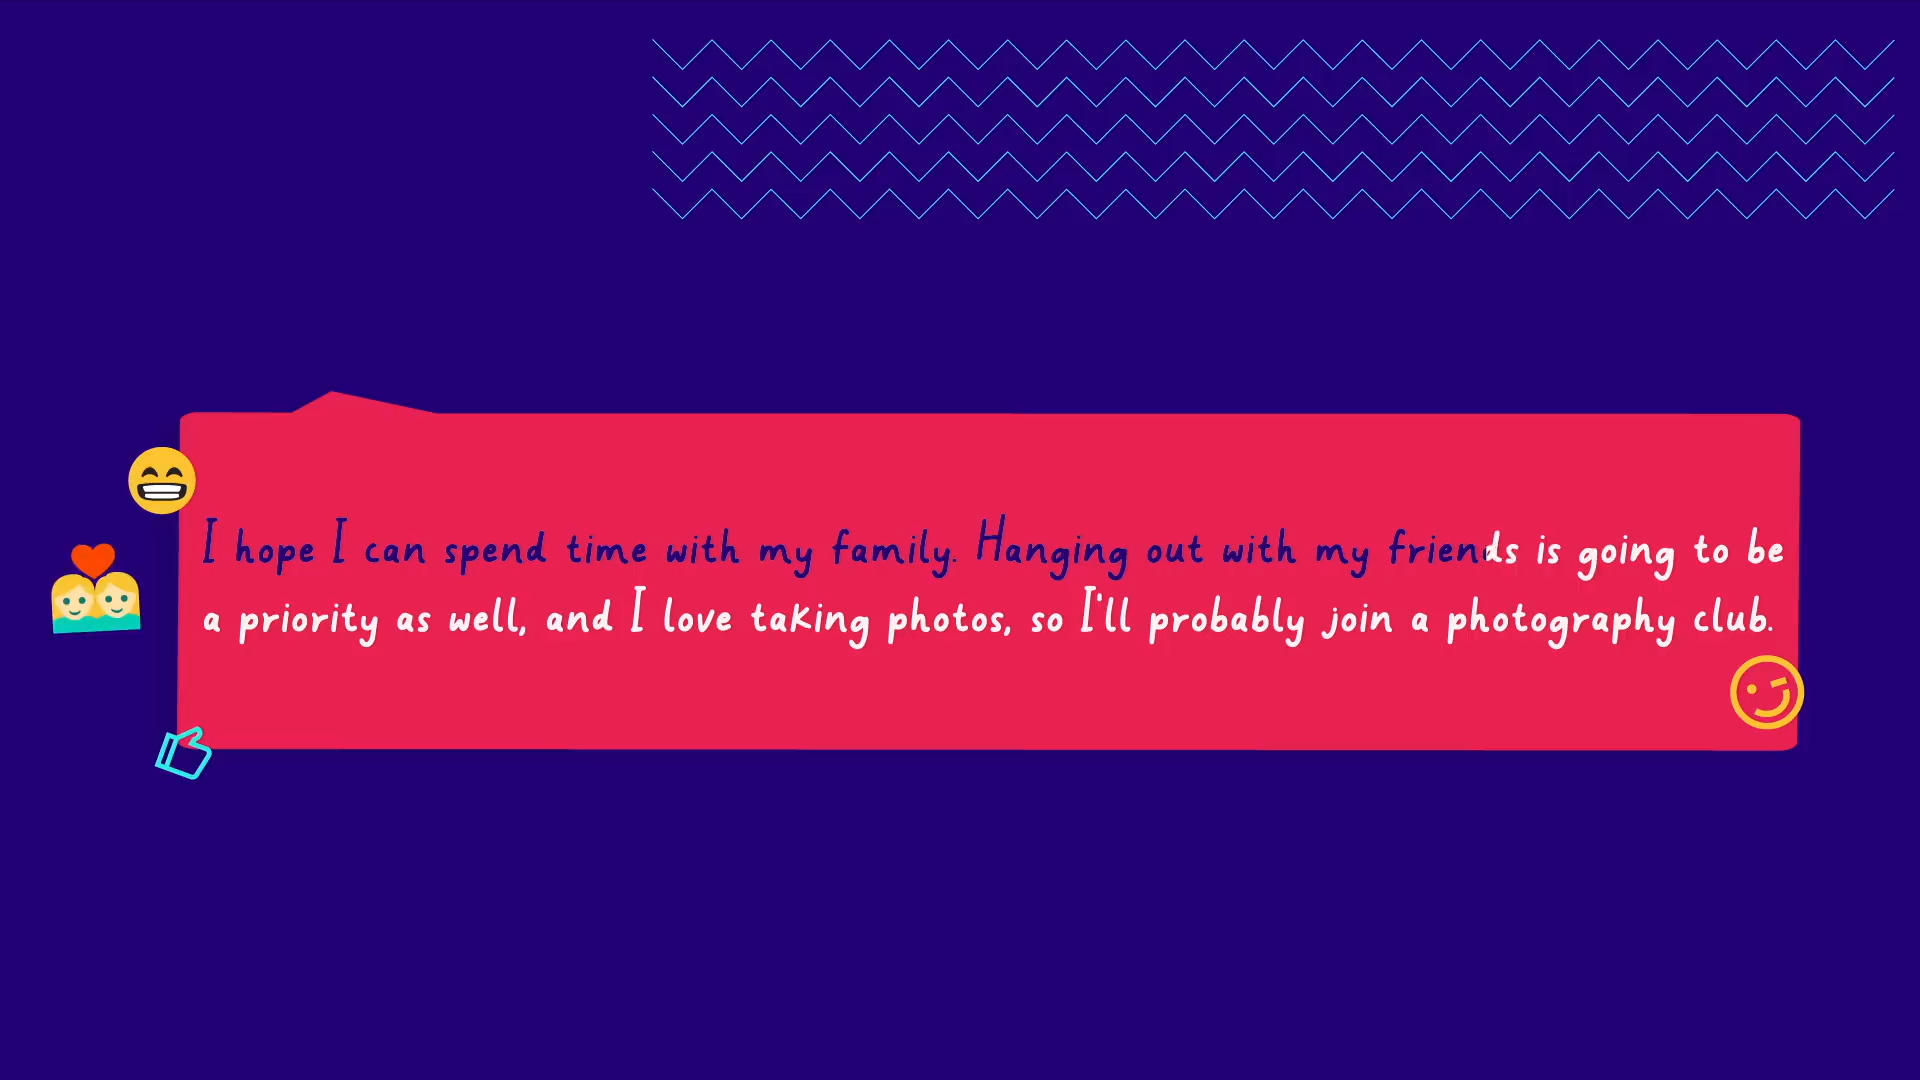 I hope I can spend time with my family. Hanging out with my friends is going to be
a priority as well, and I love taking photos, so I'll probably join a photography club.